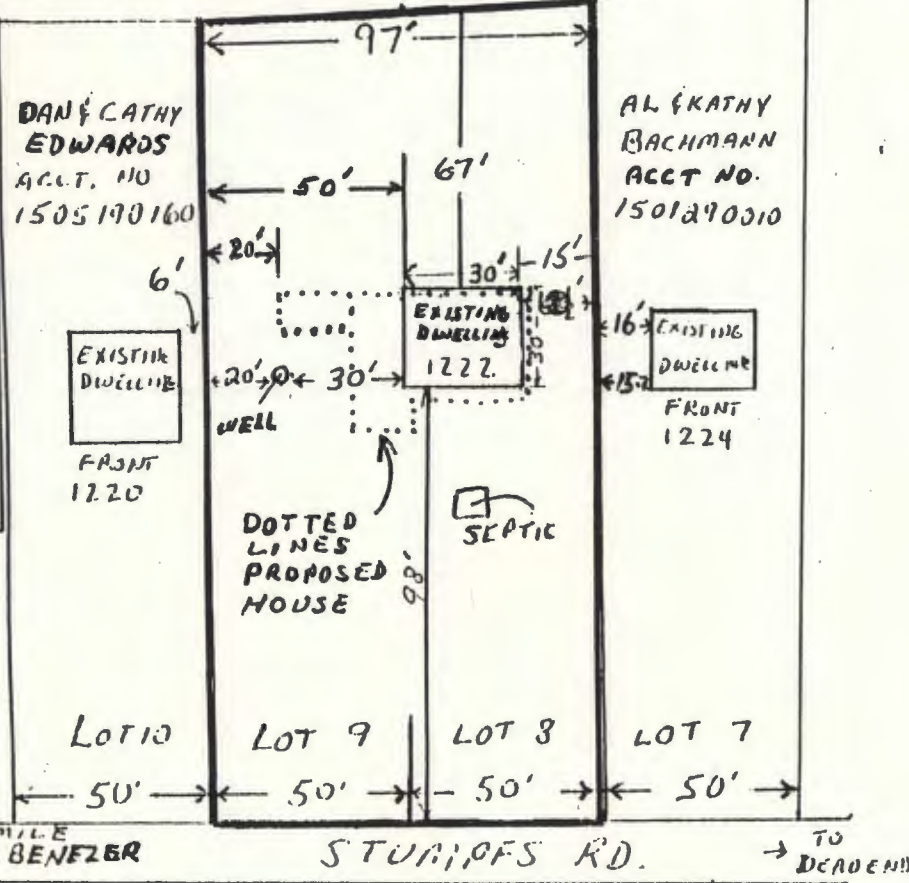 97'
DAN & CATHY
EDWARDS
ACCT. NO
1505190160
AL & KATHY
BACHMANN
ACCT NO.
1501290010
67'
50'
20'
6'
30'
15'
EXISTING
DWELLING
1222.
30'
EXISTING
DWELLING
FRONT
1220
20'
30'
WELL
16'
15
EXISTING
DWELLING
FRONT
1224
DOTTED
LINES
PROPOSED
HOUSE
SEPTIC
98'
LOT 10
LOT 9
LOT 8
LOT 7
50'
50'
50'
50'
MILE
BENEZER
STUMPFS RD.
→ TO
DEADEND